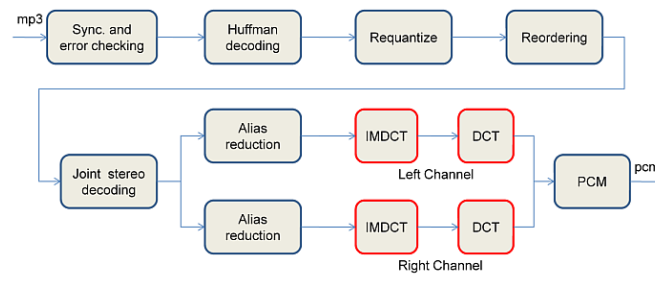 mp3
Sync. and
error checking
Huffman
decoding
Requantize
Reordering
Joint stereo
decoding
Alias
reduction
IMDCT
DCT
Left Channel
Alias
reduction
IMDCT
DCT
Right Channel
PCM
pcm